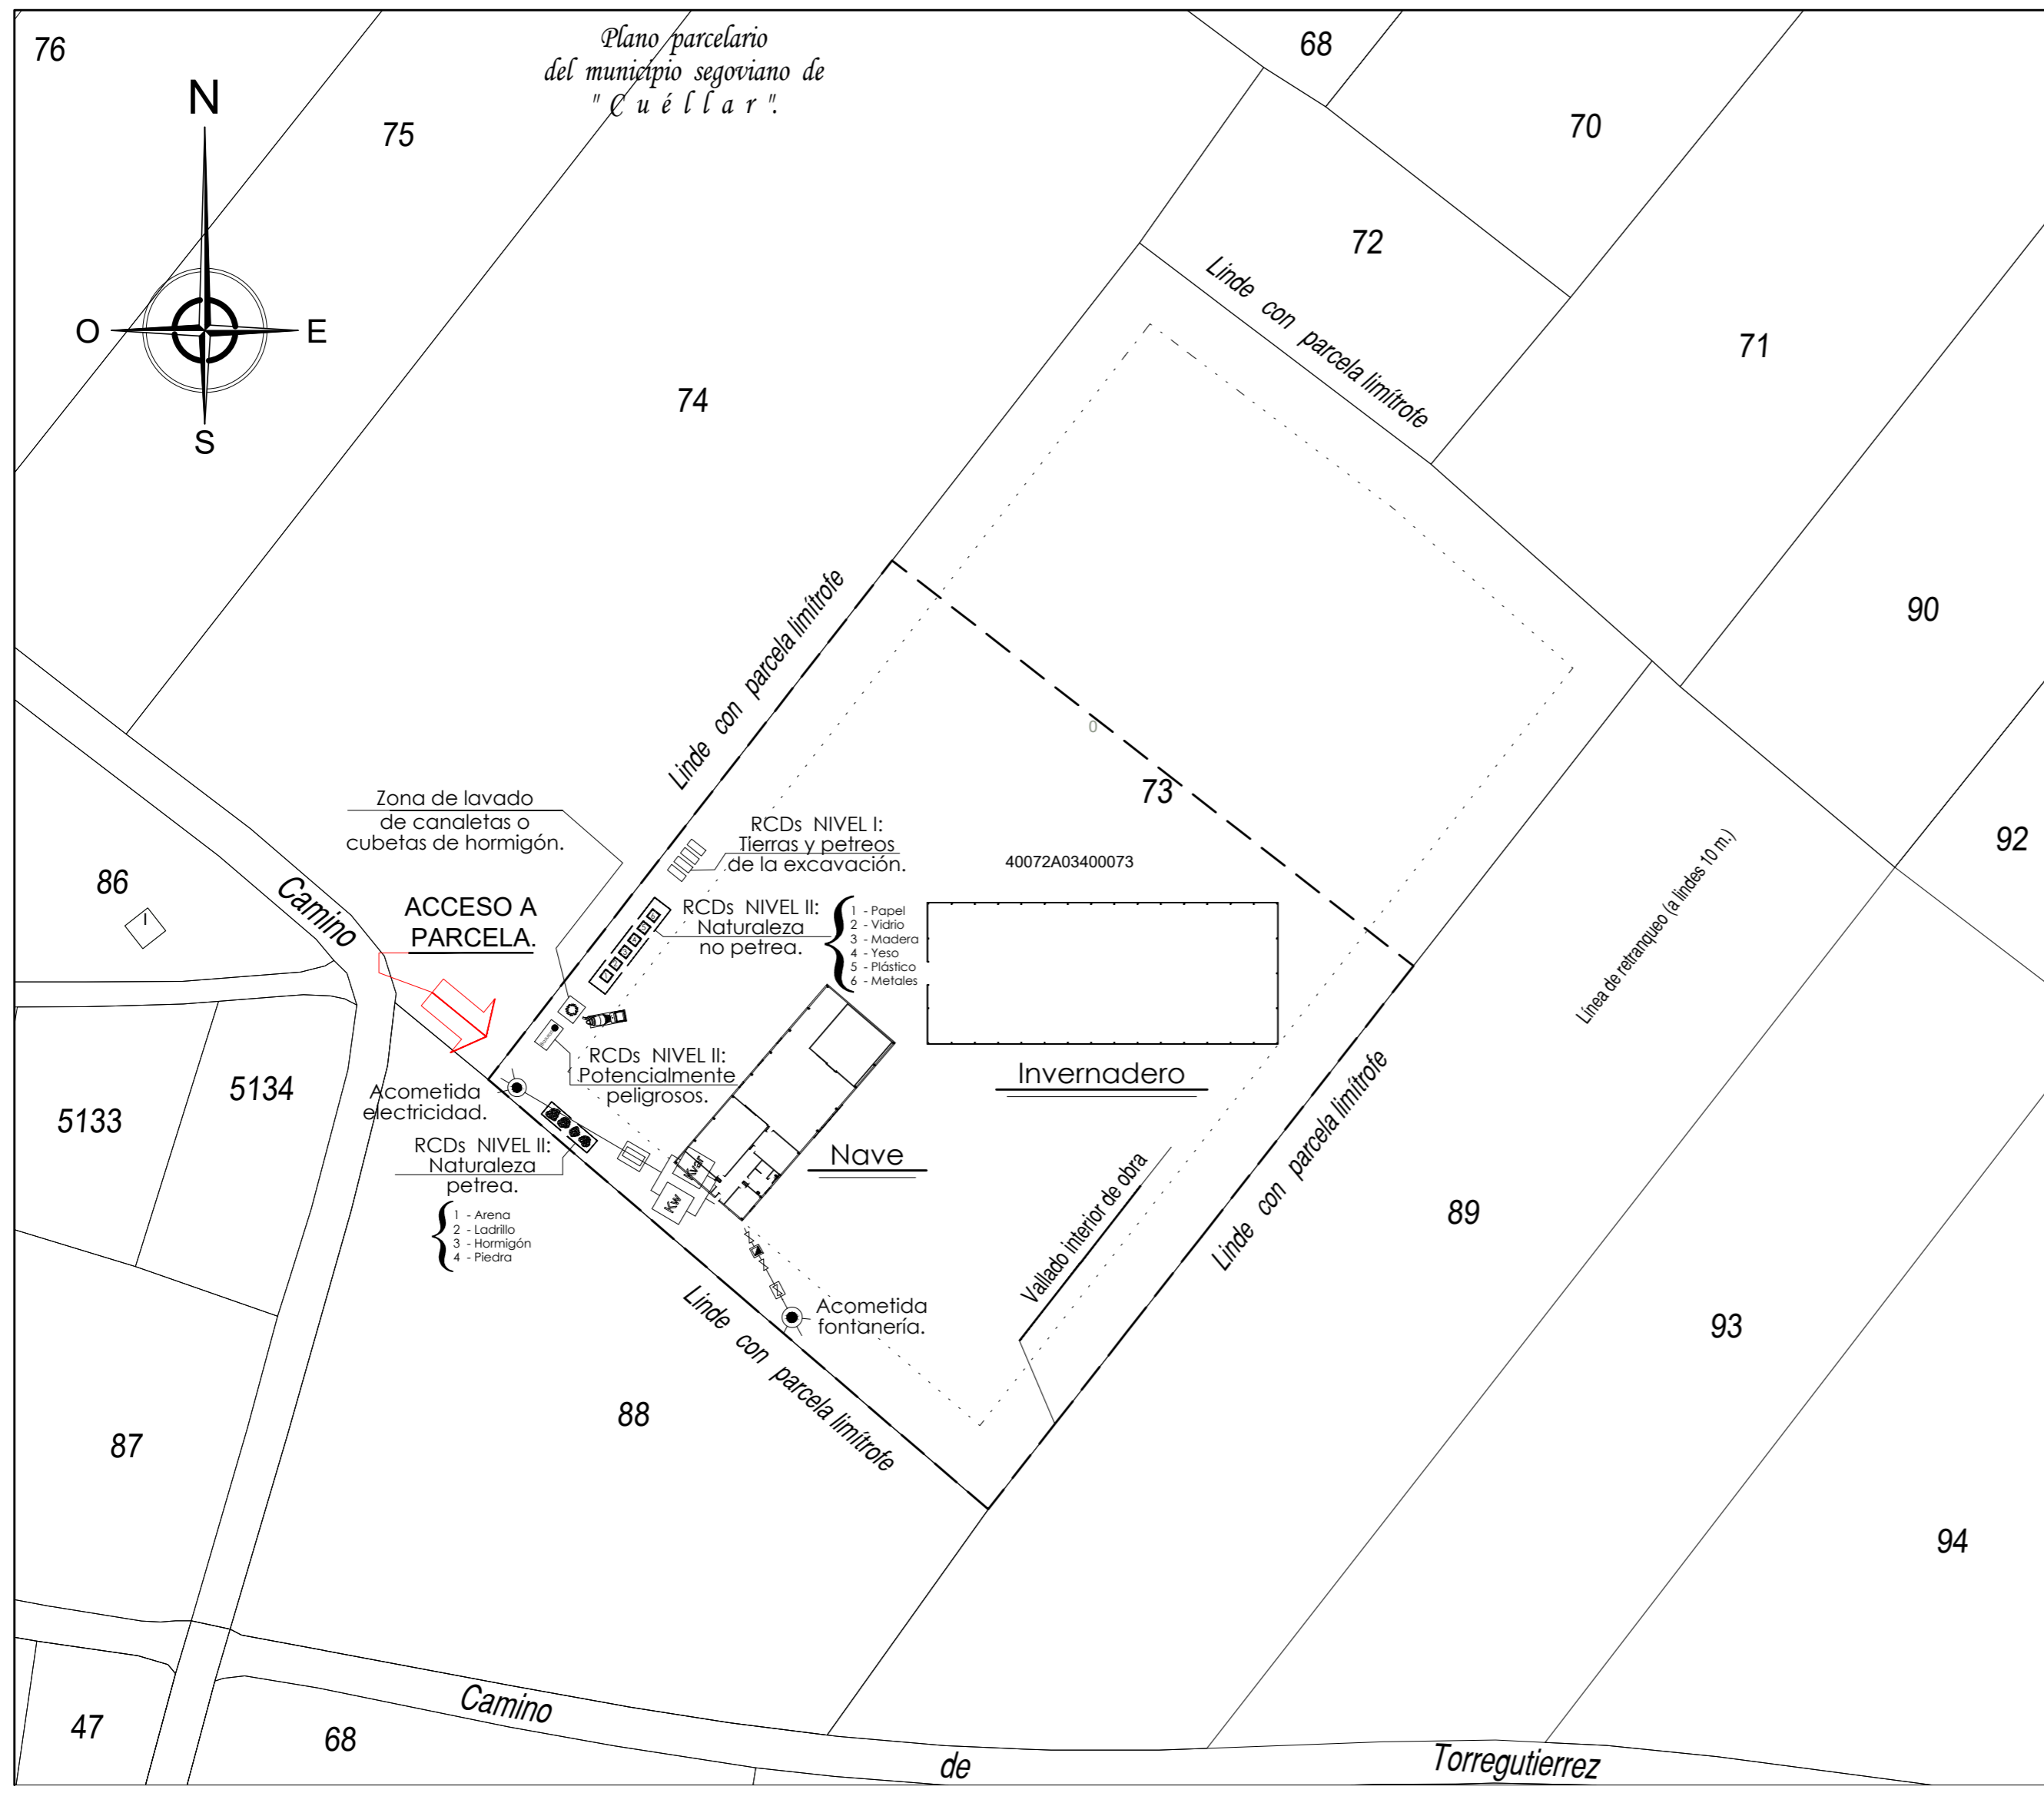 Plano parcelario
del municipio segoviano de
" C u é l l a r ".
76
75
68
70
N
O
E
S
72
Linde con parcela limítrofe
71
74
90
Linde con parcela limítrofe
0
73
40072A03400073
92
Línea de retranqueo (a lindes 10 m.)
Zona de lavado
de canaletas o
cubetas de hormigón.
RCDs NIVEL I:
Tierras y petreos
de la excavación.
86
I
Camino
ACCESO A
PARCELA.
RCDs NIVEL II:
Naturaleza
no petrea.
1 - Papel
2 - Vidrio
3 - Madera
4 - Yeso
5 - Plástico
6 - Metales
Invernadero
RCDs NIVEL II:
Potencialmente
peligrosos.
5133
5134
Acometida
electricidad.
RCDs NIVEL II:
Naturaleza
petrea.
1 - Arena
2 - Ladrillo
3 - Hormigón
4 - Piedra
Kvar
Kw
Nave
Vallado interior de obra
Linde con parcela limítrofe
89
Acometida
fontanería.
Linde con parcela limítrofe
93
88
87
94
47
68
Camino
de
Torregutierrez